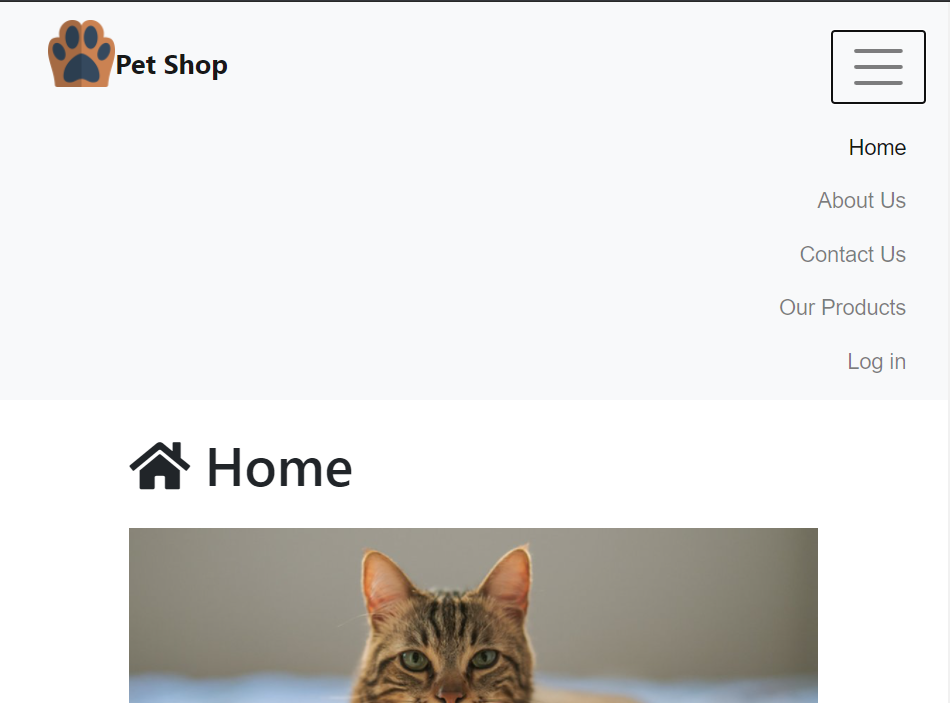 Pet Shop
Home
About Us
Contact Us
Our Products
Log in
Home